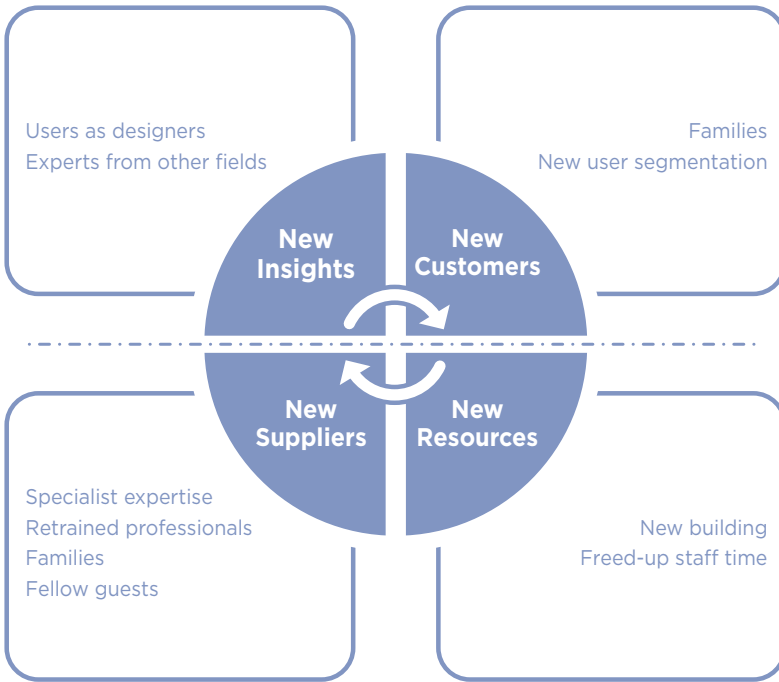 Users as designers
Experts from other fields
Families
New user segmentation
New
Insights
New
Customers
New
Suppliers
New
Resources
Specialist expertise
Retrained professionals
Families
Fellow guests
New building
Freed-up staff time